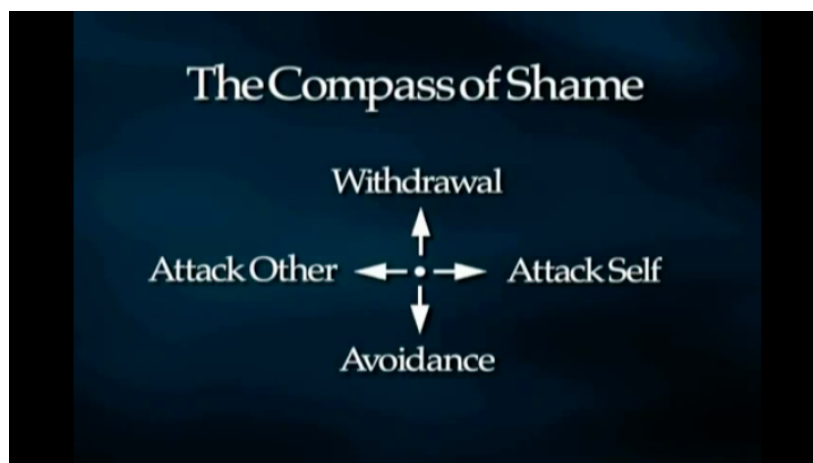 The Compass of Shame
Withdrawal
Attack Other Attack Self
Avoidance